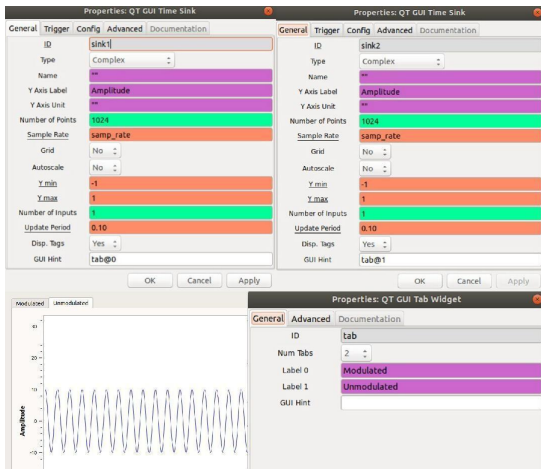 Properties: QT GUI Time Sink
General Trigger Config Advanced Documentation
ID sink1
Type Complex
Name ""
Y Axis Label Amplitude
Y Axis Unit ""
Number of Points 1024
Sample Rate samp_rate
Grid No
Autoscale No
Y min -1
Y max 1
Number of Inputs 1
Update Period 0.10
Disp. Tags Yes
GUI Hint tab@0
OK Cancel Apply
Properties: QT GUI Time Sink
General Trigger Config Advanced Documentation
ID sink2
Type Complex
Name ""
Y Axis Label Amplitude
Y Axis Unit ""
Number of Points 1024
Sample Rate samp_rate
Grid No
Autoscale No
Y min -1
Y max 1
Number of Inputs 1
Update Period 0.10
Disp. Tags Yes
GUI Hint tab@1
OK Cancel Apply
Modulated Unmodulated
20
10
0
-10
Amplitude
Properties: QT GUI Tab Widget
General Advanced Documentation
ID tab
Num Tabs 2
Label 0 Modulated
Label 1 Unmodulated
GUI Hint